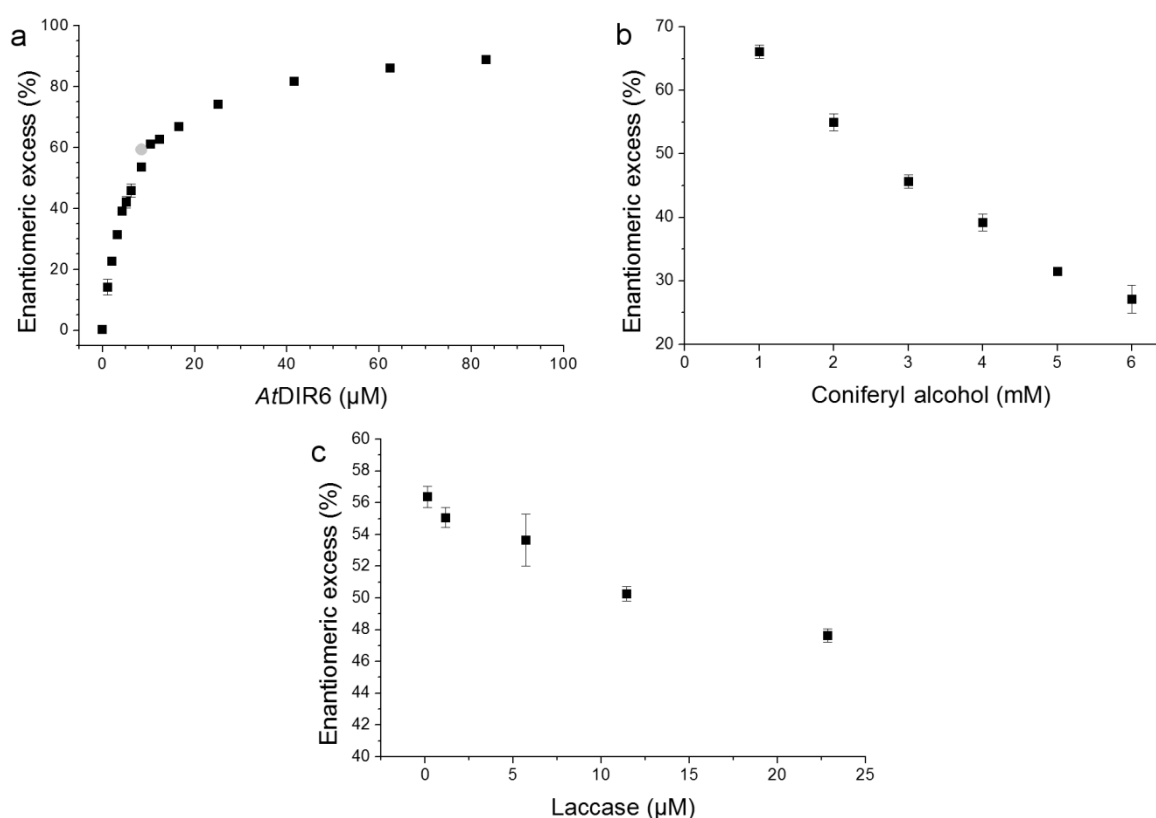 a
Enantiomeric excess (%)
100
80
60
40
20
0
0 20 40 60 80 100
AtDIR6 (µM)
b
Enantiomeric excess (%)
70
60
50
40
30
20
0 1 2 3 4 5 6
Coniferyl alcohol (mM)
c
Enantiomeric excess (%)
60
58
56
54
52
50
48
46
44
42
40
0 5 10 15 20 25
Laccase (µM)